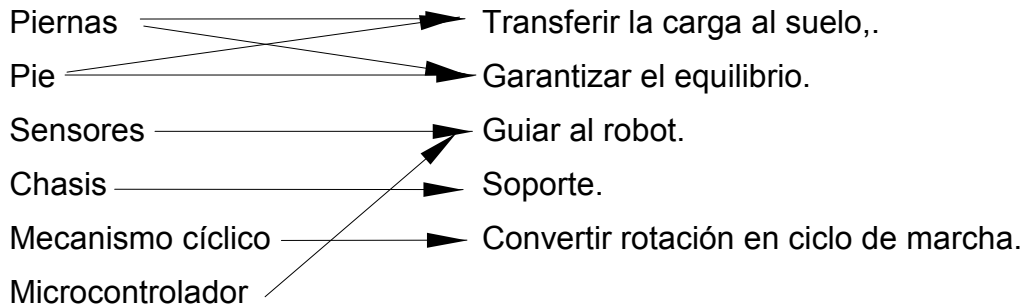 Piernas Transferir la carga al suelo,.
Pie Garantizar el equilibrio.
Sensores Guiar al robot.
Chasis Soporte.
Mecanismo cíclico Convertir rotación en ciclo de marcha.
Microcontrolador